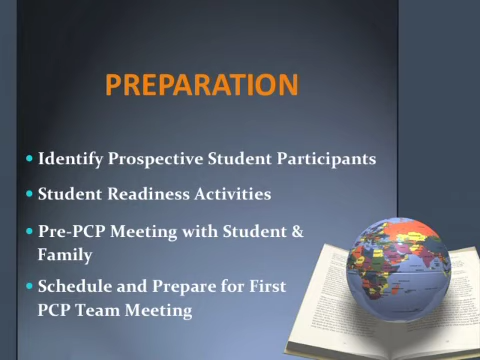 PREPARATION
• Identify Prospective Student Participants
• Student Readiness Activities
• Pre-PCP Meeting with Student &
Family
• Schedule and Prepare for First
PCP Team Meeting